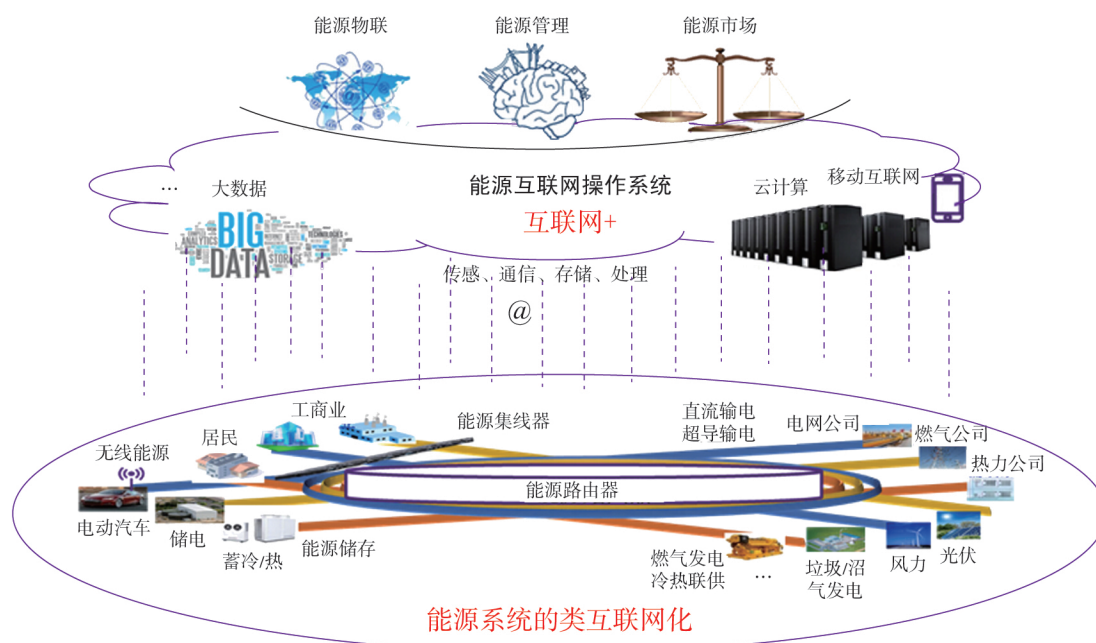 能源物联
能源管理
能源市场
...
大数据
能源互联网操作系统
互联网+
云计算
移动互联网
BIG
DATA
ANALYTICS
TECHNOLOGIES
STORAGE
传感、通信、存储、处理
@
工商业
能源集线器
直流输电
超导输电
电网公司
燃气公司
居民
无线能源
热力公司
能源路由器
电动汽车
储电
蓄冷/热
能源储存
燃气发电
冷热联供
...
垃圾/沼
气发电
风力
光伏
能源系统的类互联网化